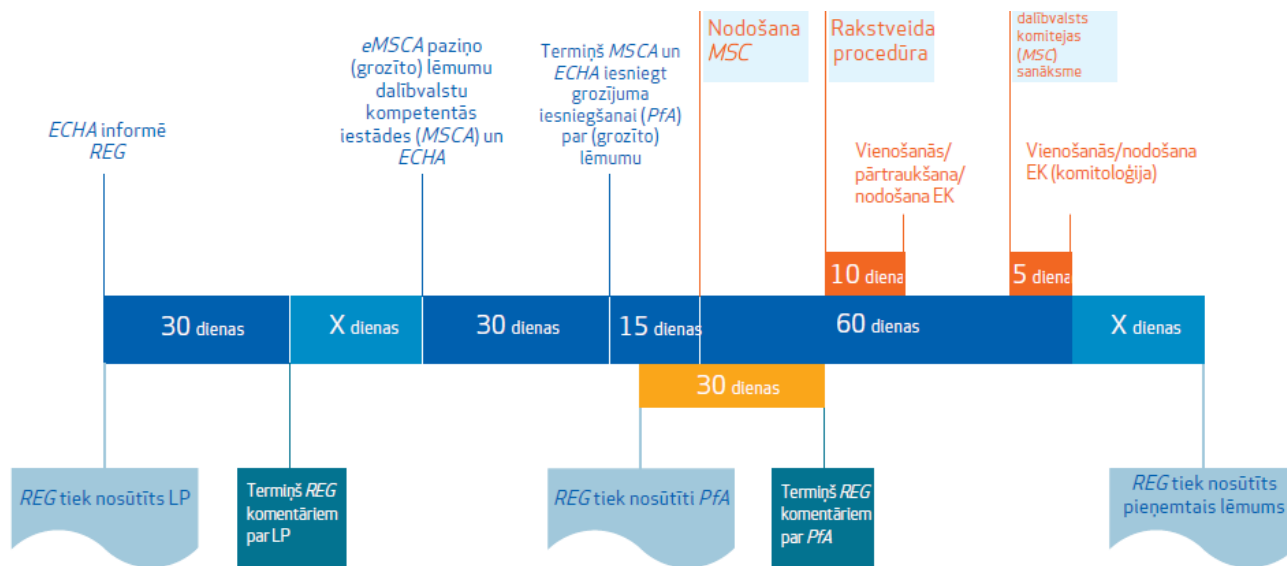 ECHA informē
REG
eMSCA paziņo
(grozīto) lēmumu
dalībvalstu
kompetentās
iestādes (MSCA) un
ECHA
Termiņš MSCA un
ECHA iesniegt
grozījuma
iesniegšanai (PfA)
par (grozīto)
lēmumu
Nodošana
MSC
Rakstveida
procedūra
dalībvalsts
komitejas
(MSC)
sanāksme
Vienošanās/
pārtraukšana/
nodošana EK
Vienošanās/nodošana
EK (komitoloģija)
10 diena
5 diena
30 dienas
X dienas
30 dienas
15 dienas
60 dienas
X dienas
30 dienas
REG tiek nosūtīts LP
Termiņš REG
komentāriem
par LP
REG tiek nosūtīti PfA
Termiņš REG
komentāriem
par PfA
REG tiek nosūtīts
pieņemtais lēmums